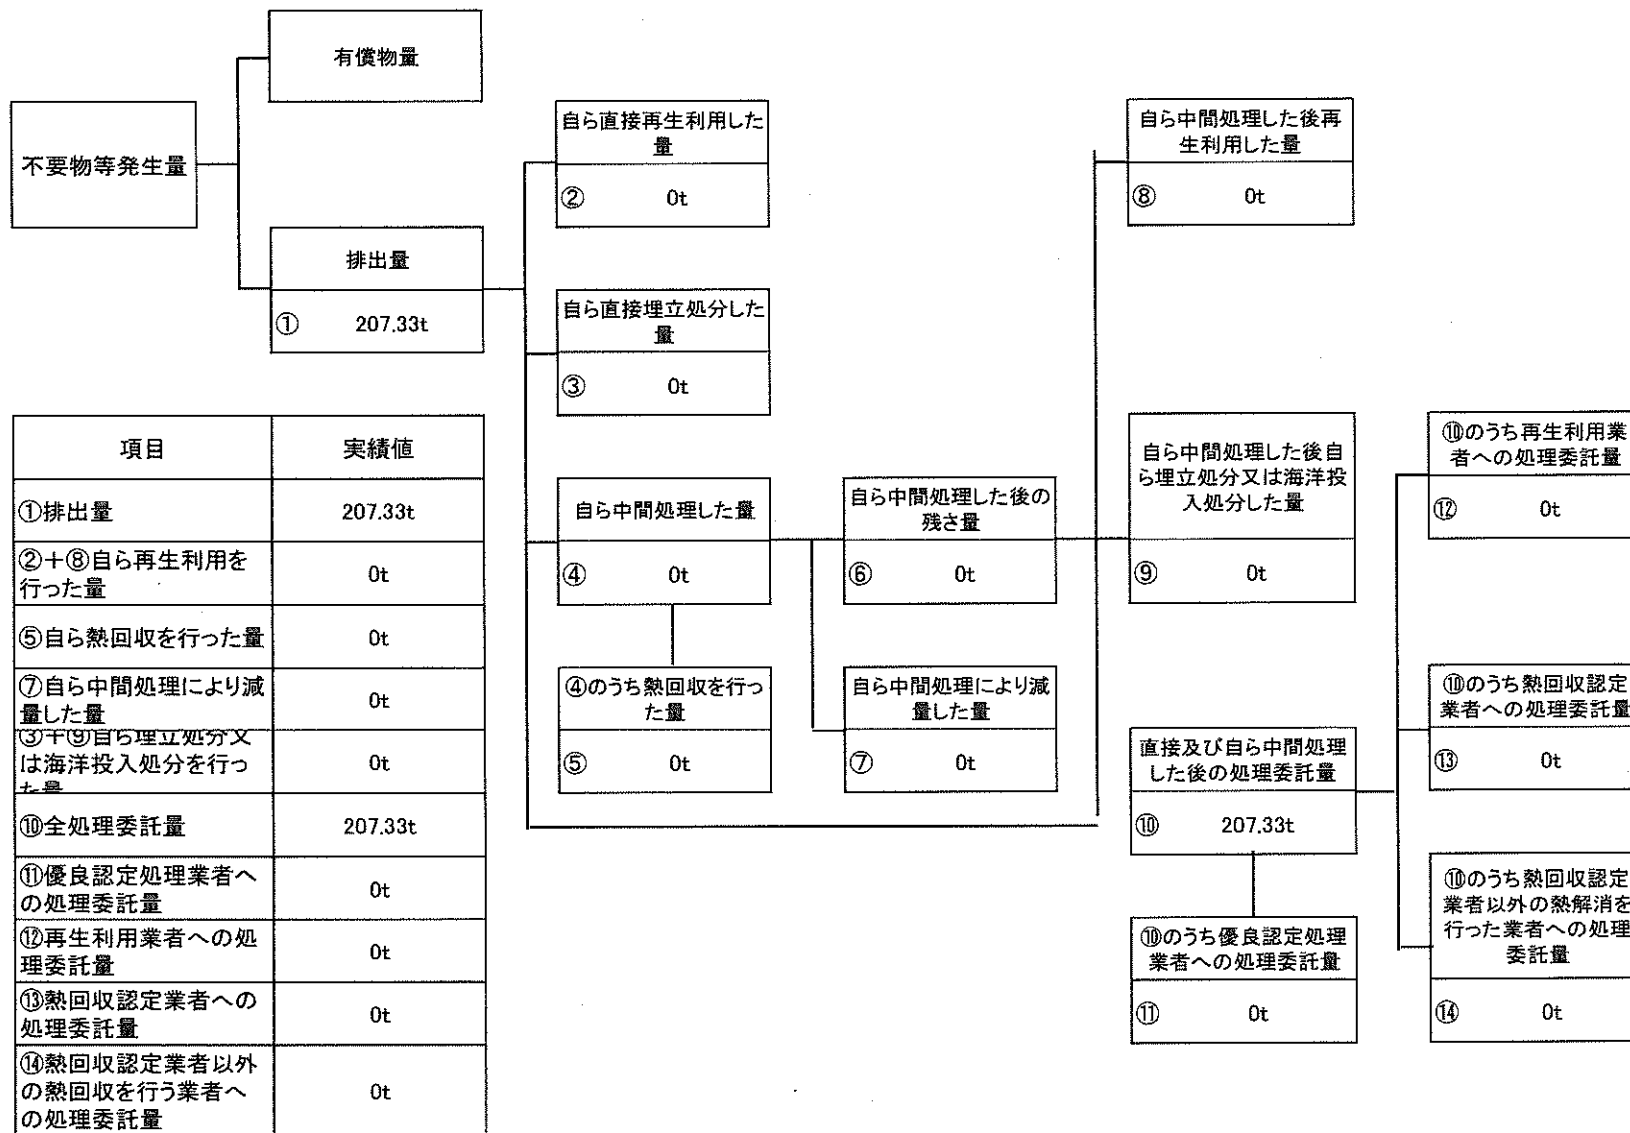 有償物量
不要物等発生量
排出量
① 207.33t
自ら直接再生利用した
量
② 0t
自ら直接埋立処分した
量
③ 0t
自ら中間処理した量
④ 0t
④のうち熱回収を行っ
た量
⑤ 0t
自ら中間処理した後の
残さ量
⑥ 0t
自ら中間処理により減
量した量
⑦ 0t
自ら中間処理した後再
生利用した量
⑧ 0t
自ら中間処理した後自
ら埋立処分又は海洋投
入処分した量
⑨ 0t
直接及び自ら中間処理
した後の処理委託量
⑩ 207.33t
⑩のうち優良認定処理
業者への処理委託量
⑪ 0t
⑩のうち再生利用業
者への処理委託量
⑫ 0t
⑩のうち熱回収認定
業者への処理委託量
⑬ 0t
⑩のうち熱回収認定
業者以外の熱解消を
行った業者への処理
委託量
⑭ 0t
項目 実績値
①排出量 207.33t
②＋⑧自ら再生利用を
行った量 0t
⑤自ら熱回収を行った量 0t
⑦自ら中間処理により減
量した量 0t
③＋⑨自ら埋立処分又
は海洋投入処分を行っ
た量 0t
⑩全処理委託量 207.33t
⑪優良認定処理業者へ
の処理委託量 0t
⑫再生利用業者への処
理委託量 0t
⑬熱回収認定業者への
処理委託量 0t
⑭熱回収認定業者以外
の熱回収を行う業者へ
の処理委託量 0t